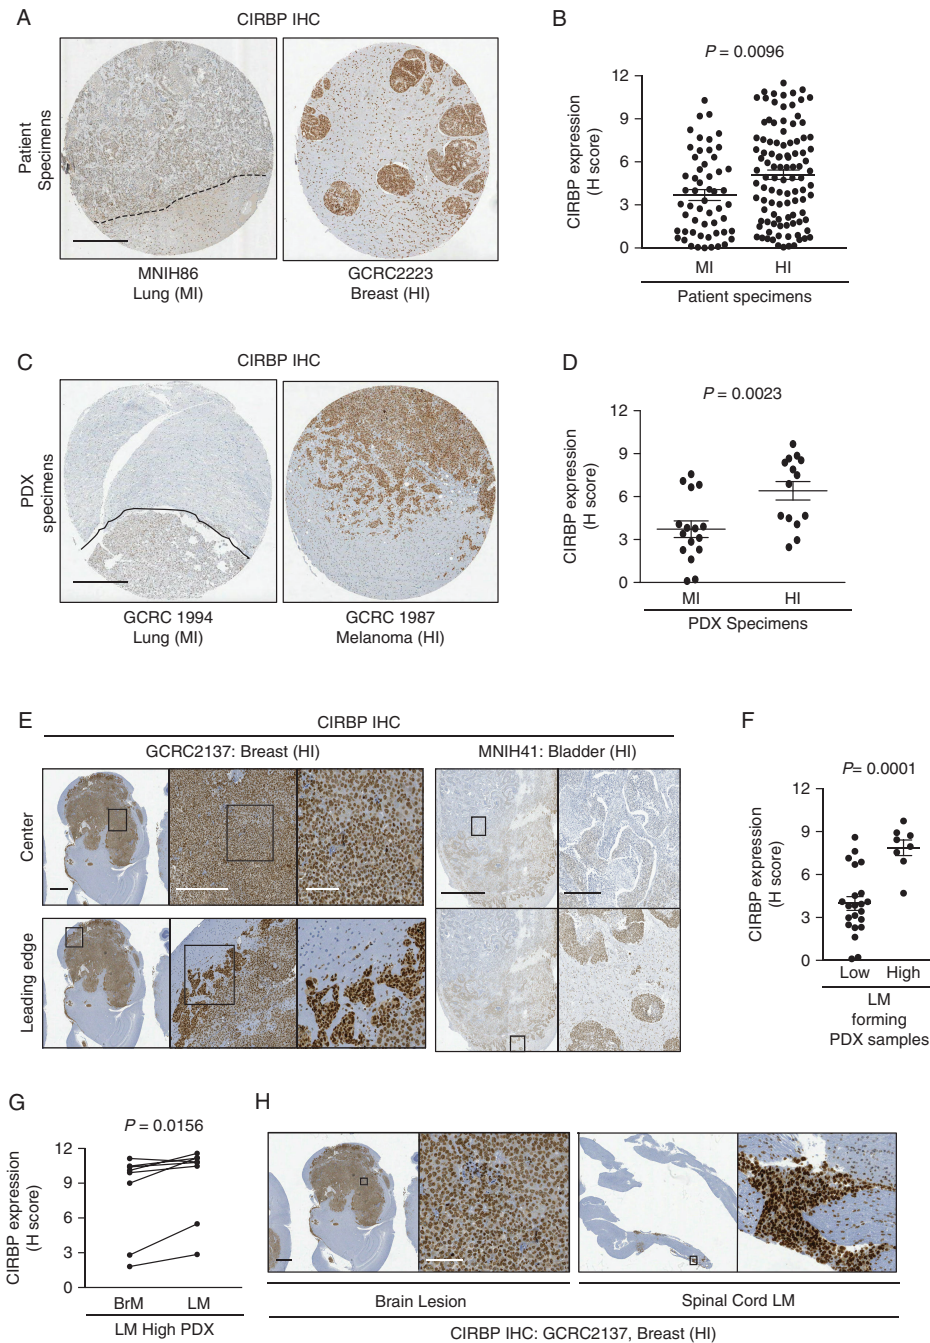 A
CIRBP IHC
Patient
Specimens
MNIH86
Lung (MI)
GCRC2223
Breast (HI)
B
P = 0.0096
CIRBP expression
(H score)
12
9
6
3
0
MI
HI
Patient specimens
C
CIRBP IHC
PDX
specimens
GCRC 1994
Lung (MI)
GCRC 1987
Melanoma (HI)
D
P = 0.0023
CIRBP expression
(H score)
12
9
6
3
0
MI
HI
PDX Specimens
E
CIRBP IHC
GCRC2137: Breast (HI)
MNIH41: Bladder (HI)
Center
Leading edge
F
P= 0.0001
CIRBP expression
(H score)
12
9
6
3
0
Low
High
LM
forming
PDX samples
G
P = 0.0156
CIRBP expression
(H score)
12
9
6
3
0
BrM
LM
LM High PDX
H
Brain Lesion
Spinal Cord LM
CIRBP IHC: GCRC2137, Breast (HI)